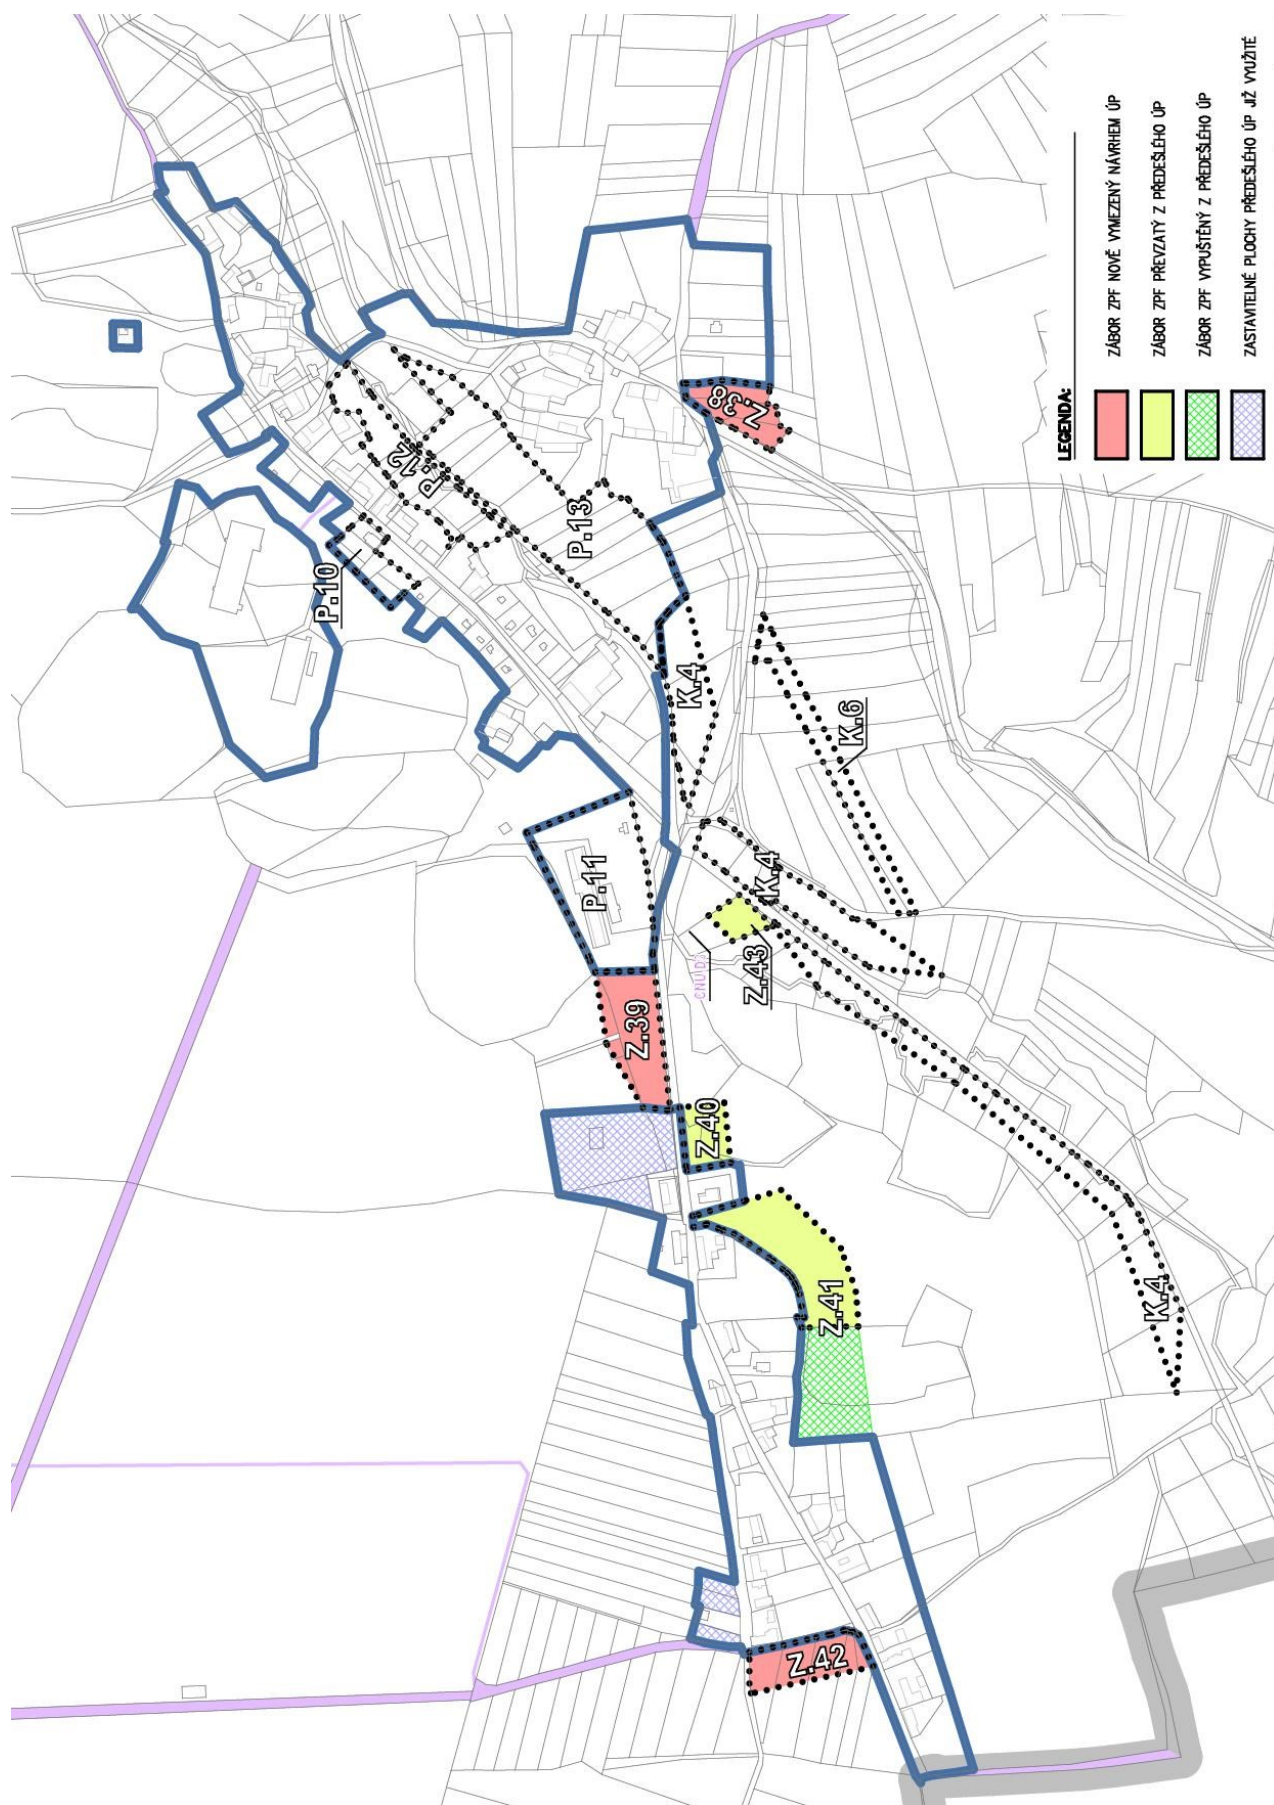 P.10
P.12
P.13
Z.38
K.4
K.6
P.11
K.4
Z.43
Z.39
Z.40
Z.41
K.4
Z.42
LEGENDA:
ZÁBOR ZPF NOVĚ VYMEZENÝ NÁVRHEM ÚP
ZÁBOR ZPF PŘEVZATÝ Z PŘEDEŠLÉHO ÚP
ZÁBOR ZPF VYPUŠTĚNÝ Z PŘEDEŠLÉHO ÚP
ZASTAVITELNÉ PLOCHY PŘEDEŠLÉHO ÚP JIŽ VYUŽITÉ